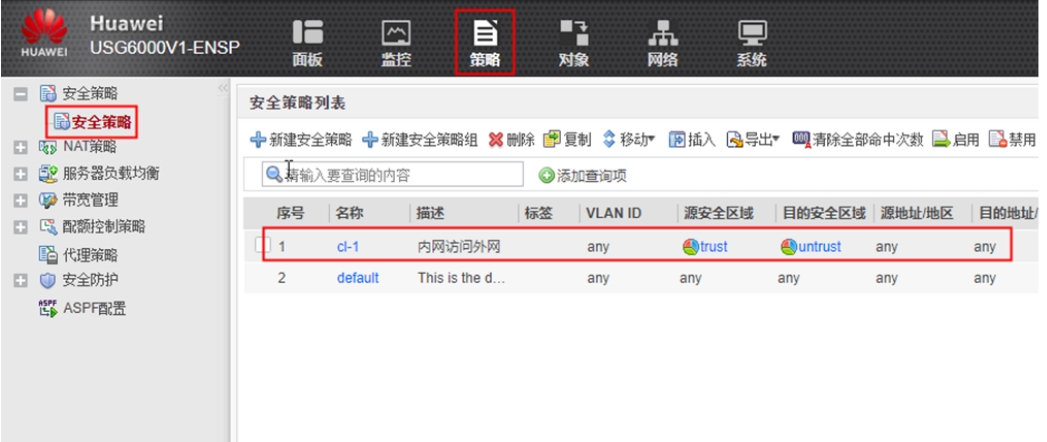 Huawei
USG6000V1-ENSP
HUAWEI
面板 监控 策略 对象 网络 系统
安全策略
安全策略
NAT策略
服务器负载均衡
带宽管理
配额控制策略
代理策略
安全防护
ASPF ASPF配置
安全策略列表
新建安全策略 新建安全策略组 删除 复制 移动 插入 导出 清除全部命中次数 启用 禁用
请输入要查询的内容 添加查询项
序号 名称 描述 标签 VLAN ID 源安全区域 目的安全区域 源地址/地区 目的地址/
1 cl-1 内网访问外网 any trust untrust any any
2 default This is the d... any any any any any